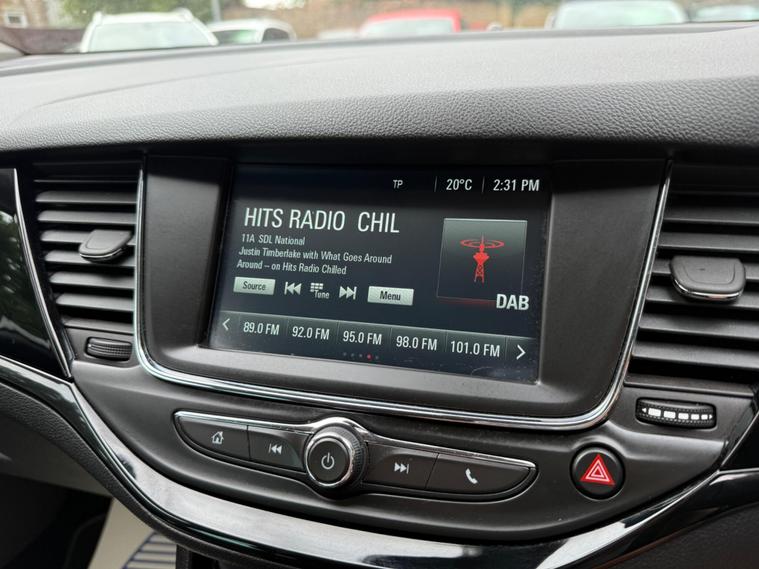 TP 20°C 2:31 PM
HITS RADIO CHIL
11A SDL National
Justin Timberlake with What Goes Around
Around – on Hits Radio Chilled
Source Tune Menu
DAB
89.0 FM 92.0 FM 95.0 FM 98.0 FM 101.0 FM